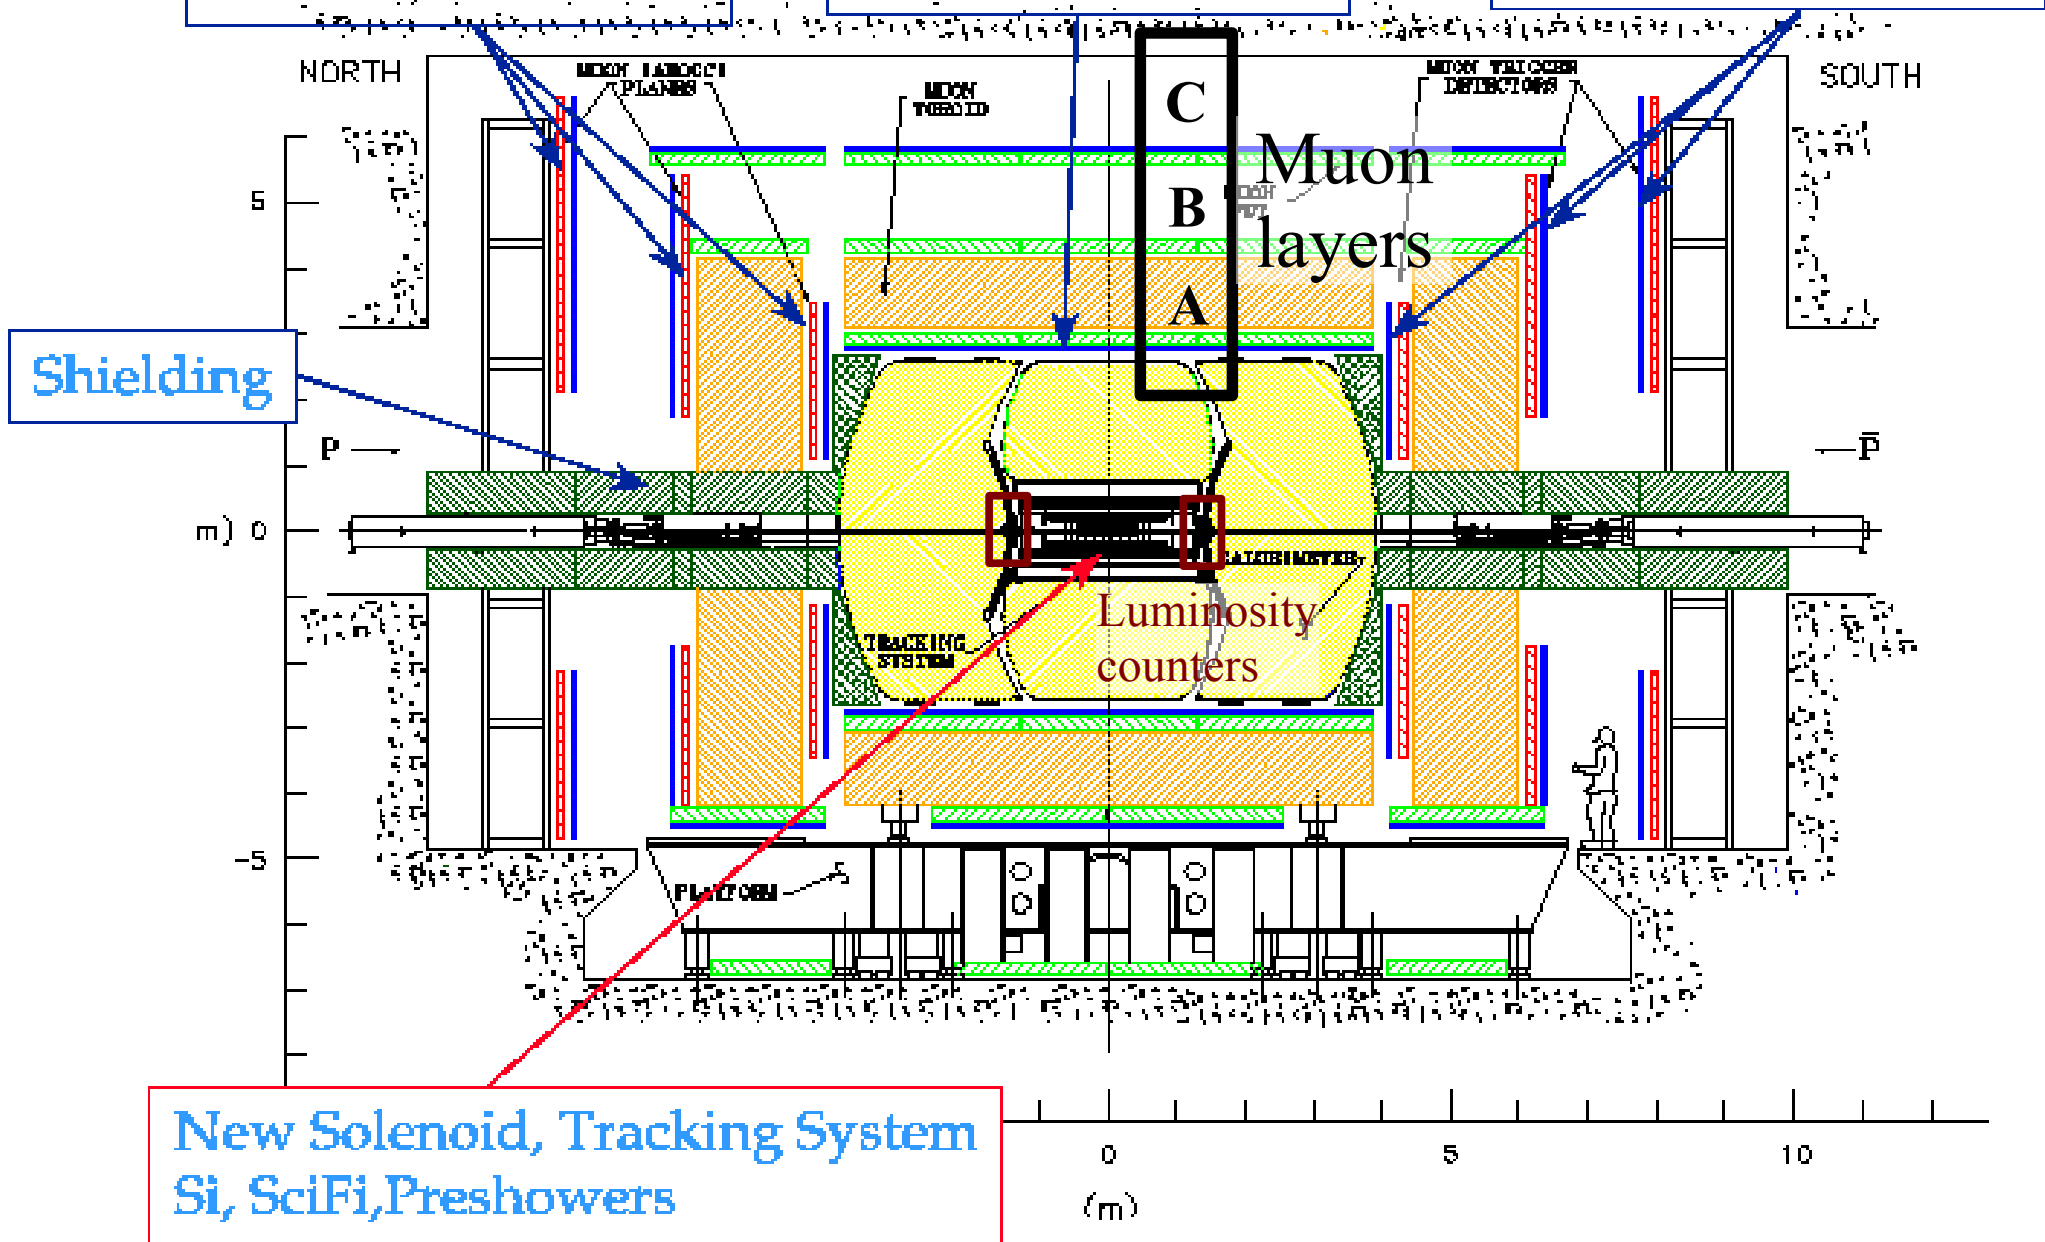 NORTH
SOUTH
MUON IAROCCI
PLANES
MUON
TOROID
C
MUON TRIGGER
DETECTORS
Muon
layers
B
A
5
Shielding
P
P̅
m) 0
CALORIMETER
Luminosity
counters
TRACKING
SYSTEM
-5
PLATFORM
New Solenoid, Tracking System
Si, SciFi,Preshowers
0 5 10
(m)